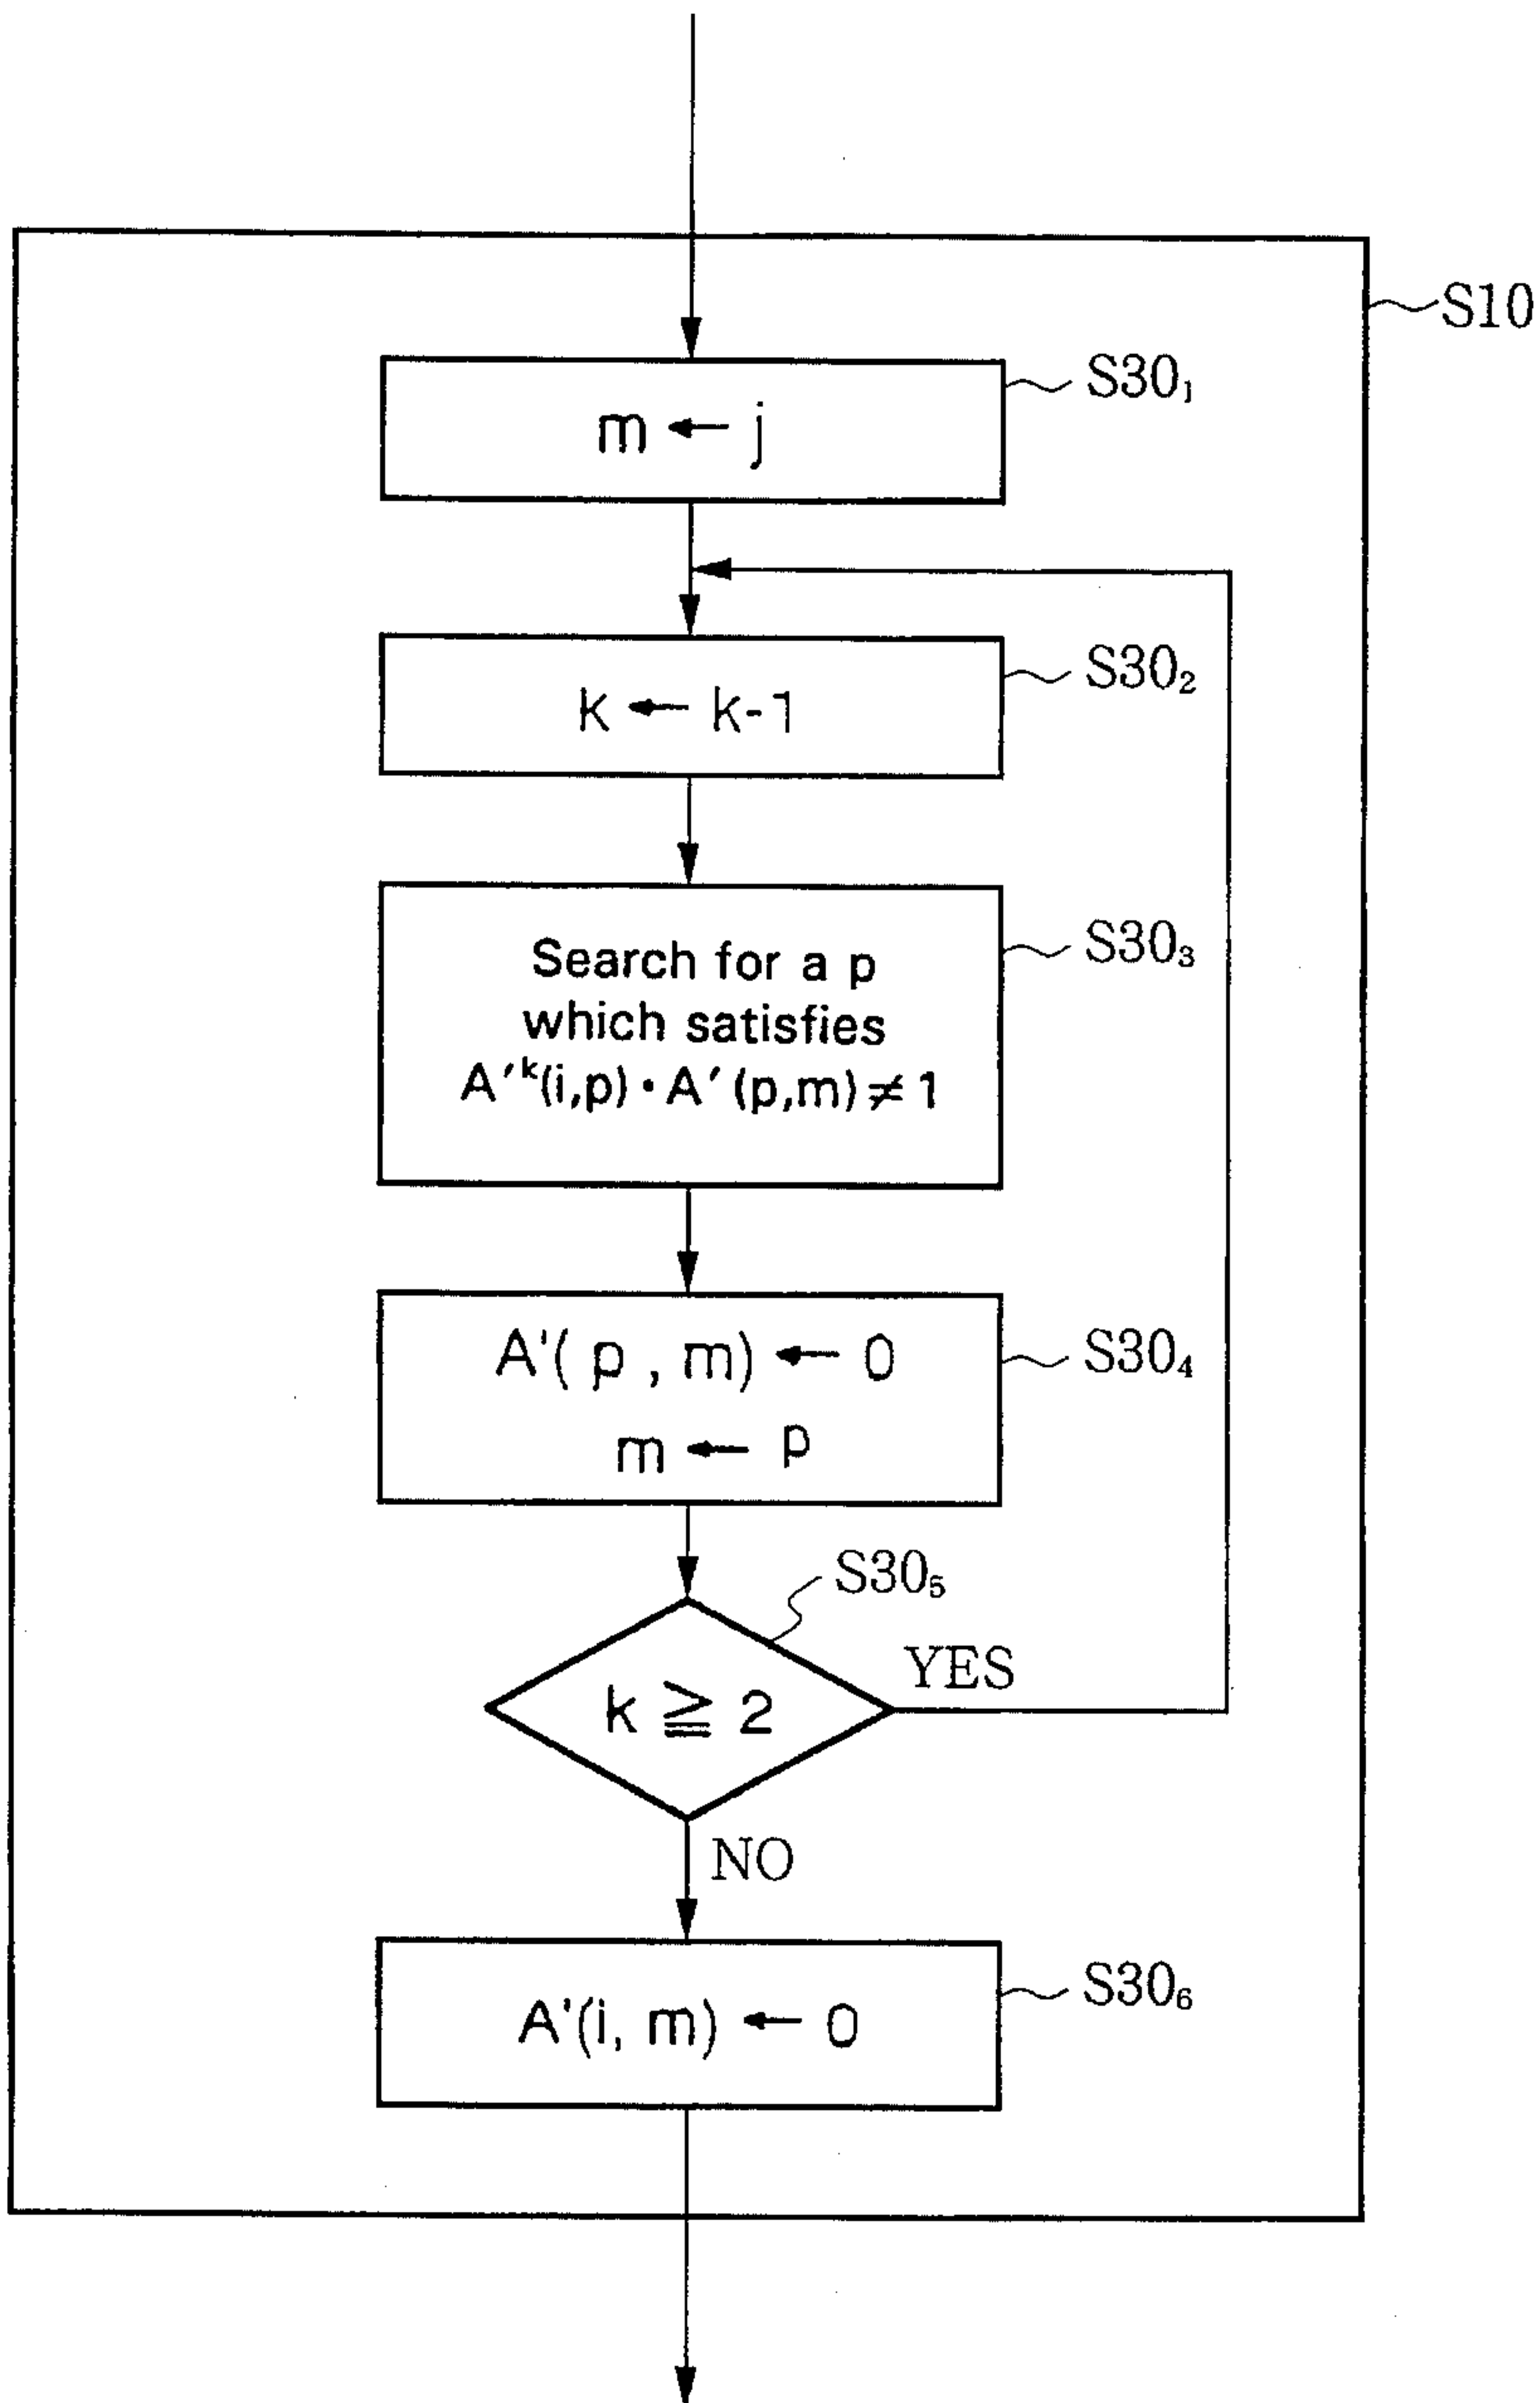 S10
S30₁
m ← j
S30₂
k ← k-1
S30₃
Search for a p
which satisfies
A'ᵏ(i,p)・A'(p,m)≠1
S30₄
A'( p , m) ← 0
m ← p
S30₅
YES
k ≧ 2
NO
S30₆
A'(i, m) ← 0